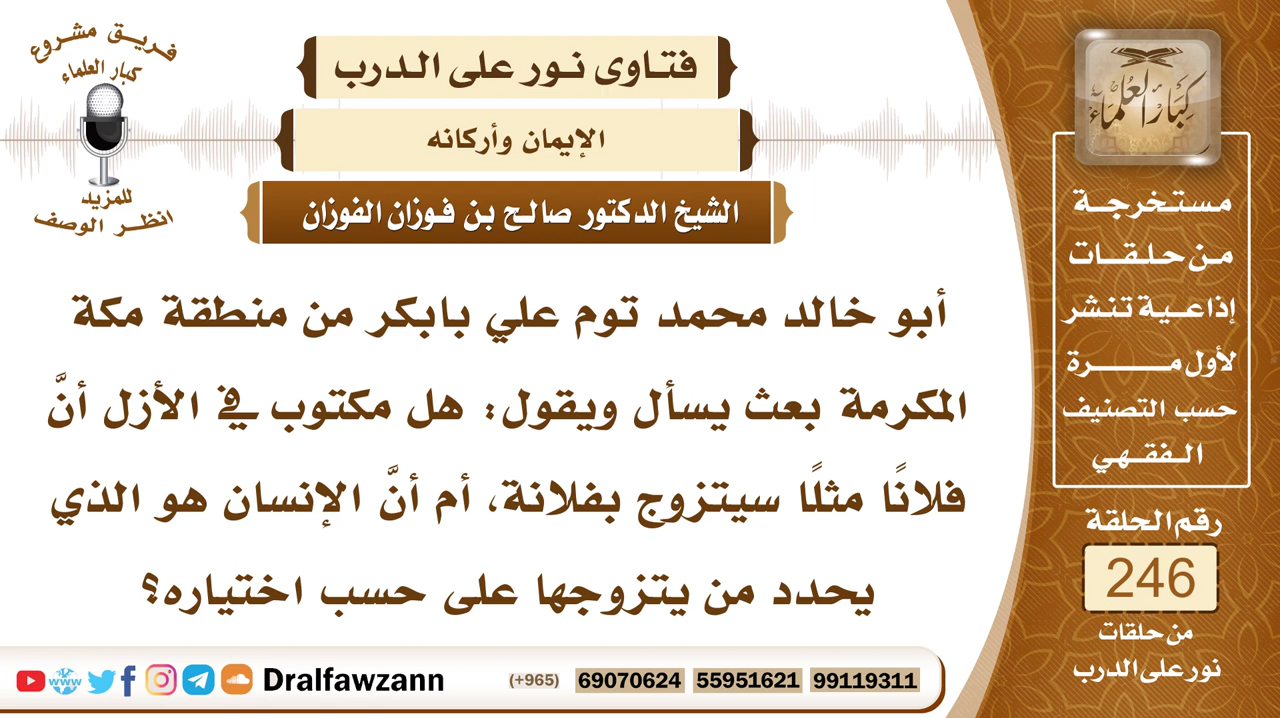 فريق مشروع
كبار العلماء
للمزيد
انظر الوصف
فتاوى نور على الدرب
الإيمان وأركانه
الشيخ الدكتور صالح بن فوزان الفوزان
أبو خالد محمد توم علي بابكر من منطقة مكة
المكرمة بعث يسأل ويقول: هل مكتوب في الأزل أنَّ
فلانًا مثلًا سيتزوج بفلانة، أم أنَّ الإنسان هو الذي
يحدد من يتزوجها على حسب اختياره؟
كبار العلماء
مستخرجة
من حلقات
إذاعية تنشر
لأول مرة
حسب التصنيف
الفقهي
رقم الحلقة
246
من حلقات
نور على الدرب
www Dralfawzann (+965) 69070624 55951621 99119311